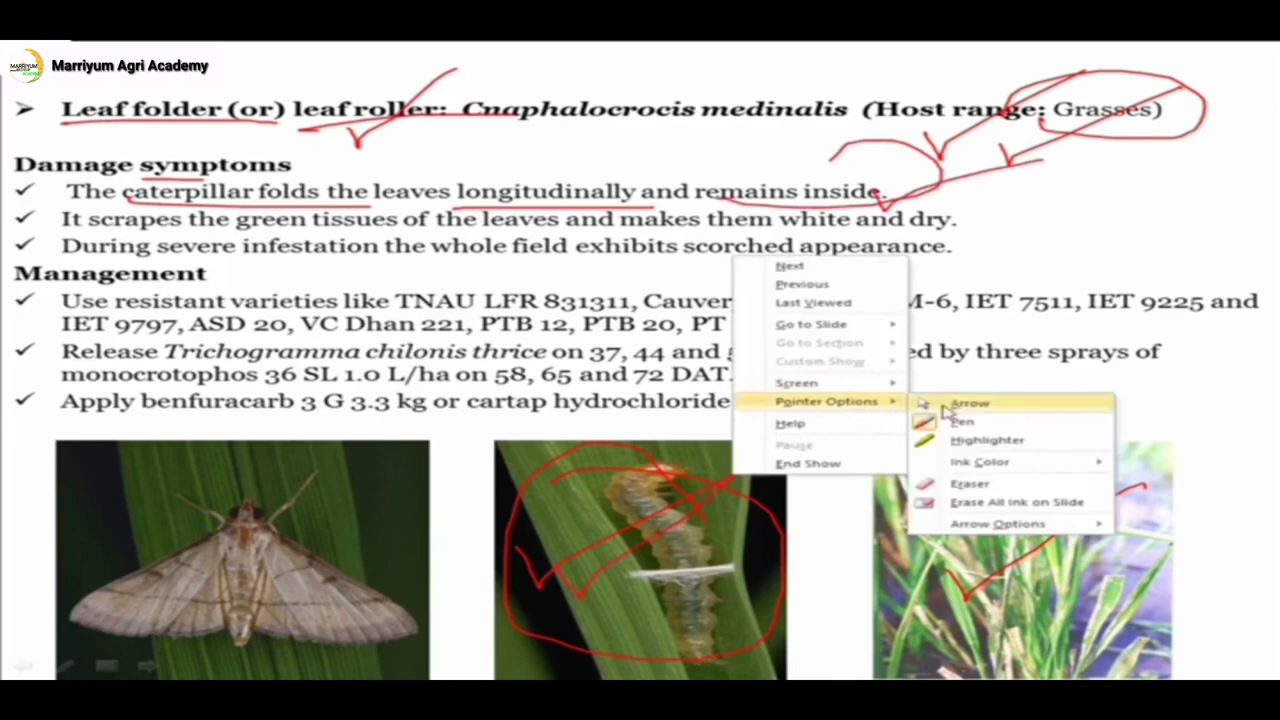 Marriyum Agri Academy
MARRIYUM
➢ Leaf folder (or) leaf roller: Cnaphalocrocis medinalis (Host range: Grasses)
Damage symptoms
✓ The caterpillar folds the leaves longitudinally and remains inside.
✓ It scrapes the green tissues of the leaves and makes them white and dry.
✓ During severe infestation the whole field exhibits scorched appearance.
Management
✓ Use resistant varieties like TNAU LFR 831311, Cauver M-6, IET 7511, IET 9225 and
IET 9797, ASD 20, VC Dhan 221, PTB 12, PTB 20, PT
✓ Release Trichogramma chilonis thrice on 37, 44 and ed by three sprays of
monocrotophos 36 SL 1.0 L/ha on 58, 65 and 72 DAT.
✓ Apply benfuracarb 3 G 3.3 kg or cartap hydrochloride
Next
Previous
Last Viewed
Go to Slide
Go to Section
Custom Show
Screen
Pointer Options
Help
Pause
End Show
Arrow
Pen
Highlighter
Ink Color
Eraser
Erase All Ink on Slide
Arrow Options